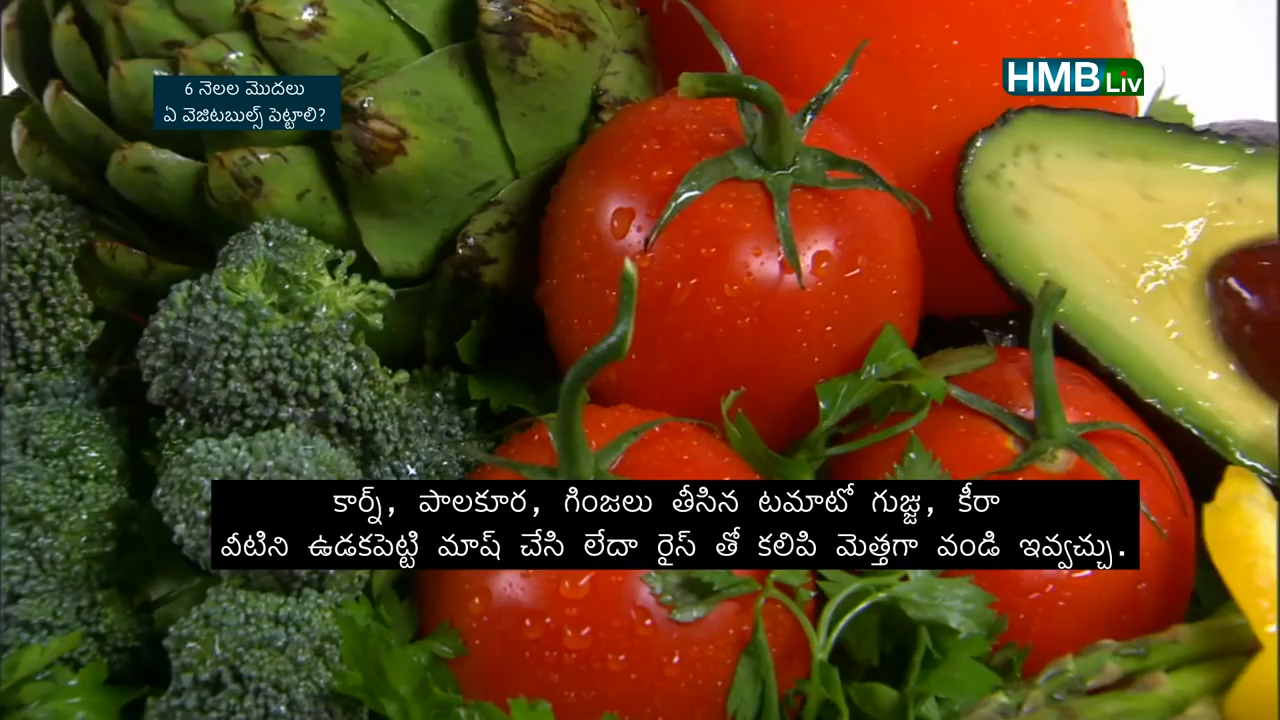 6 నెలల మొదలు
ఏ వెజిటబుల్స్ పెట్టాలి?
HMB Liv
కార్న్, పాలకూర, గింజలు తీసిన టమాటో గుజ్జు, కీరా
వీటిని ఉడకపెట్టి మాష్ చేసి లేదా రైస్ తో కలిపి మెత్తగా వండి ఇవ్వచ్చు.